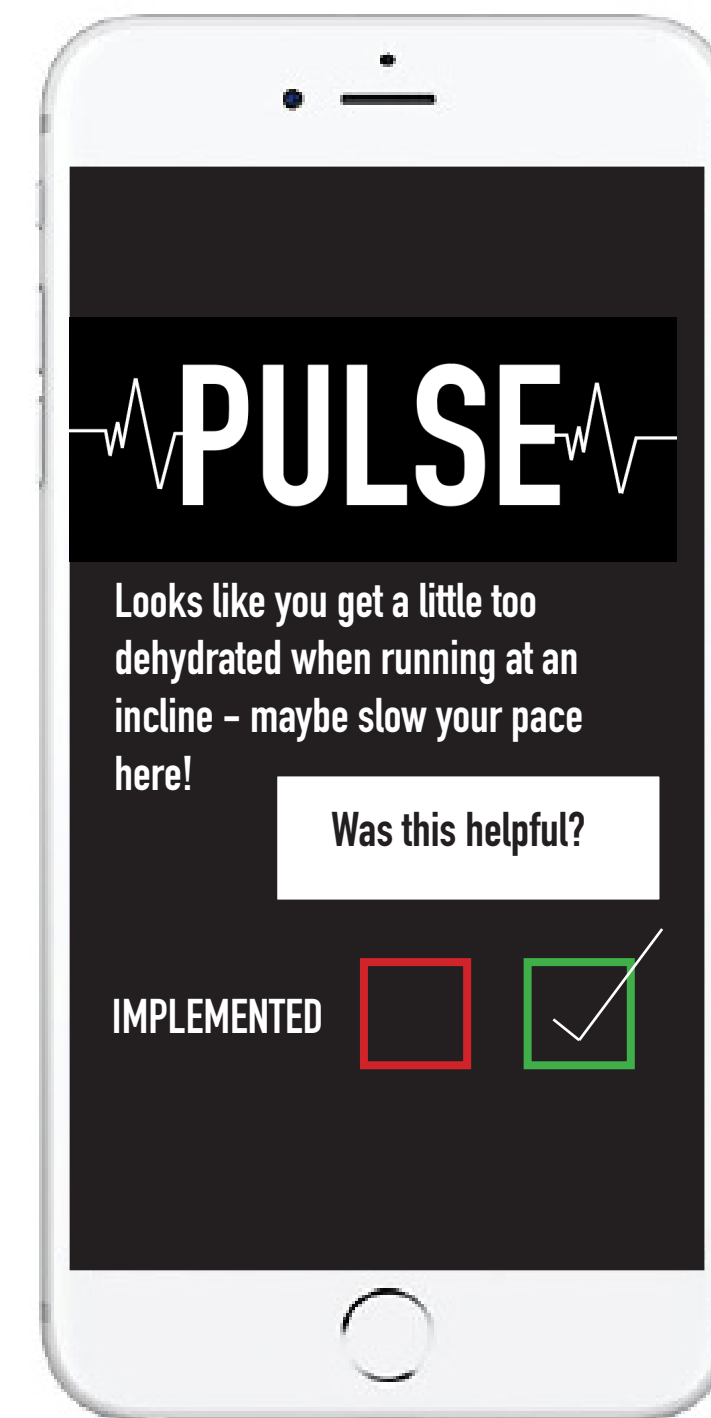 PULSE
Looks like you get a little too
dehydrated when running at an
incline - maybe slow your pace
here!
Was this helpful?
IMPLEMENTED